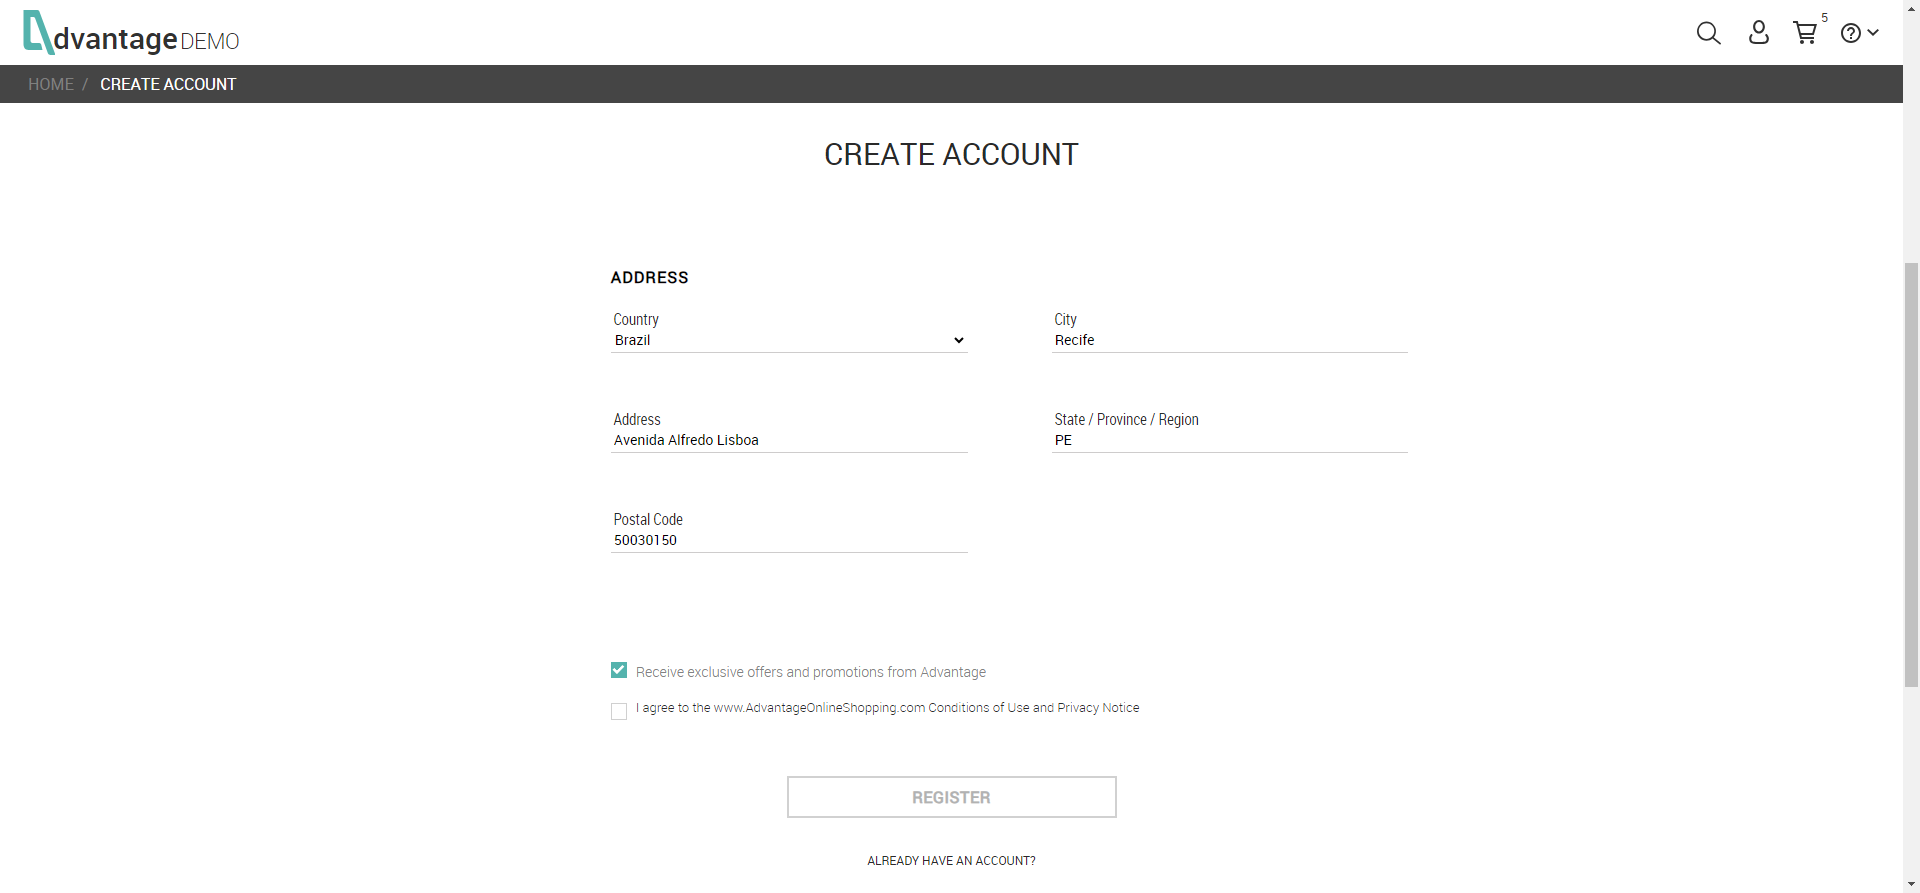 dvantage DEMO
5
HOME / CREATE ACCOUNT
CREATE ACCOUNT
ADDRESS
Country
Brazil
City
Recife
Address
Avenida Alfredo Lisboa
State / Province / Region
PE
Postal Code
50030150
Receive exclusive offers and promotions from Advantage
I agree to the www.AdvantageOnlineShopping.com Conditions of Use and Privacy Notice
REGISTER
ALREADY HAVE AN ACCOUNT?